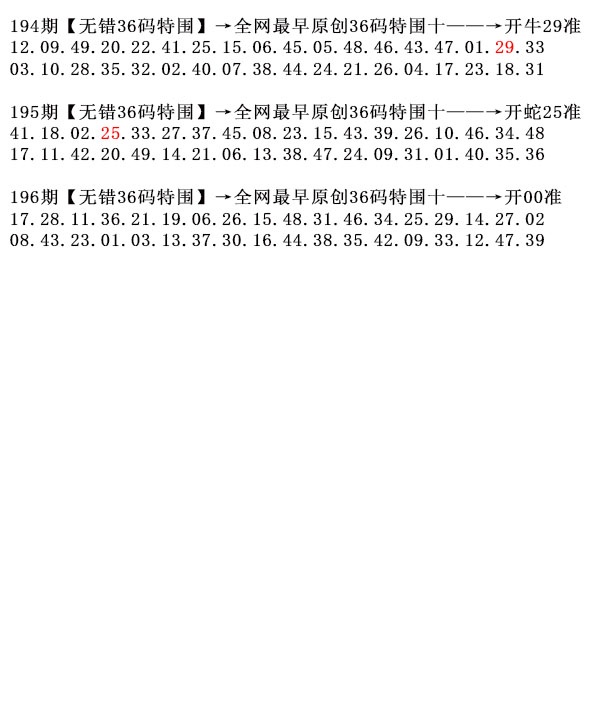 194期【无错36码特围】→全网最早原创36码特围十——→开牛29准
12.09.49.20.22.41.25.15.06.45.05.48.46.43.47.01.29.33
03.10.28.35.32.02.40.07.38.44.24.21.26.04.17.23.18.31
195期【无错36码特围】→全网最早原创36码特围十——→开蛇25准
41.18.02.25.33.27.37.45.08.23.15.43.39.26.10.46.34.48
17.11.42.20.49.14.21.06.13.38.47.24.09.31.01.40.35.36
196期【无错36码特围】→全网最早原创36码特围十——→开00准
17.28.11.36.21.19.06.26.15.48.31.46.34.25.29.14.27.02
08.43.23.01.03.13.37.30.16.44.38.35.42.09.33.12.47.39